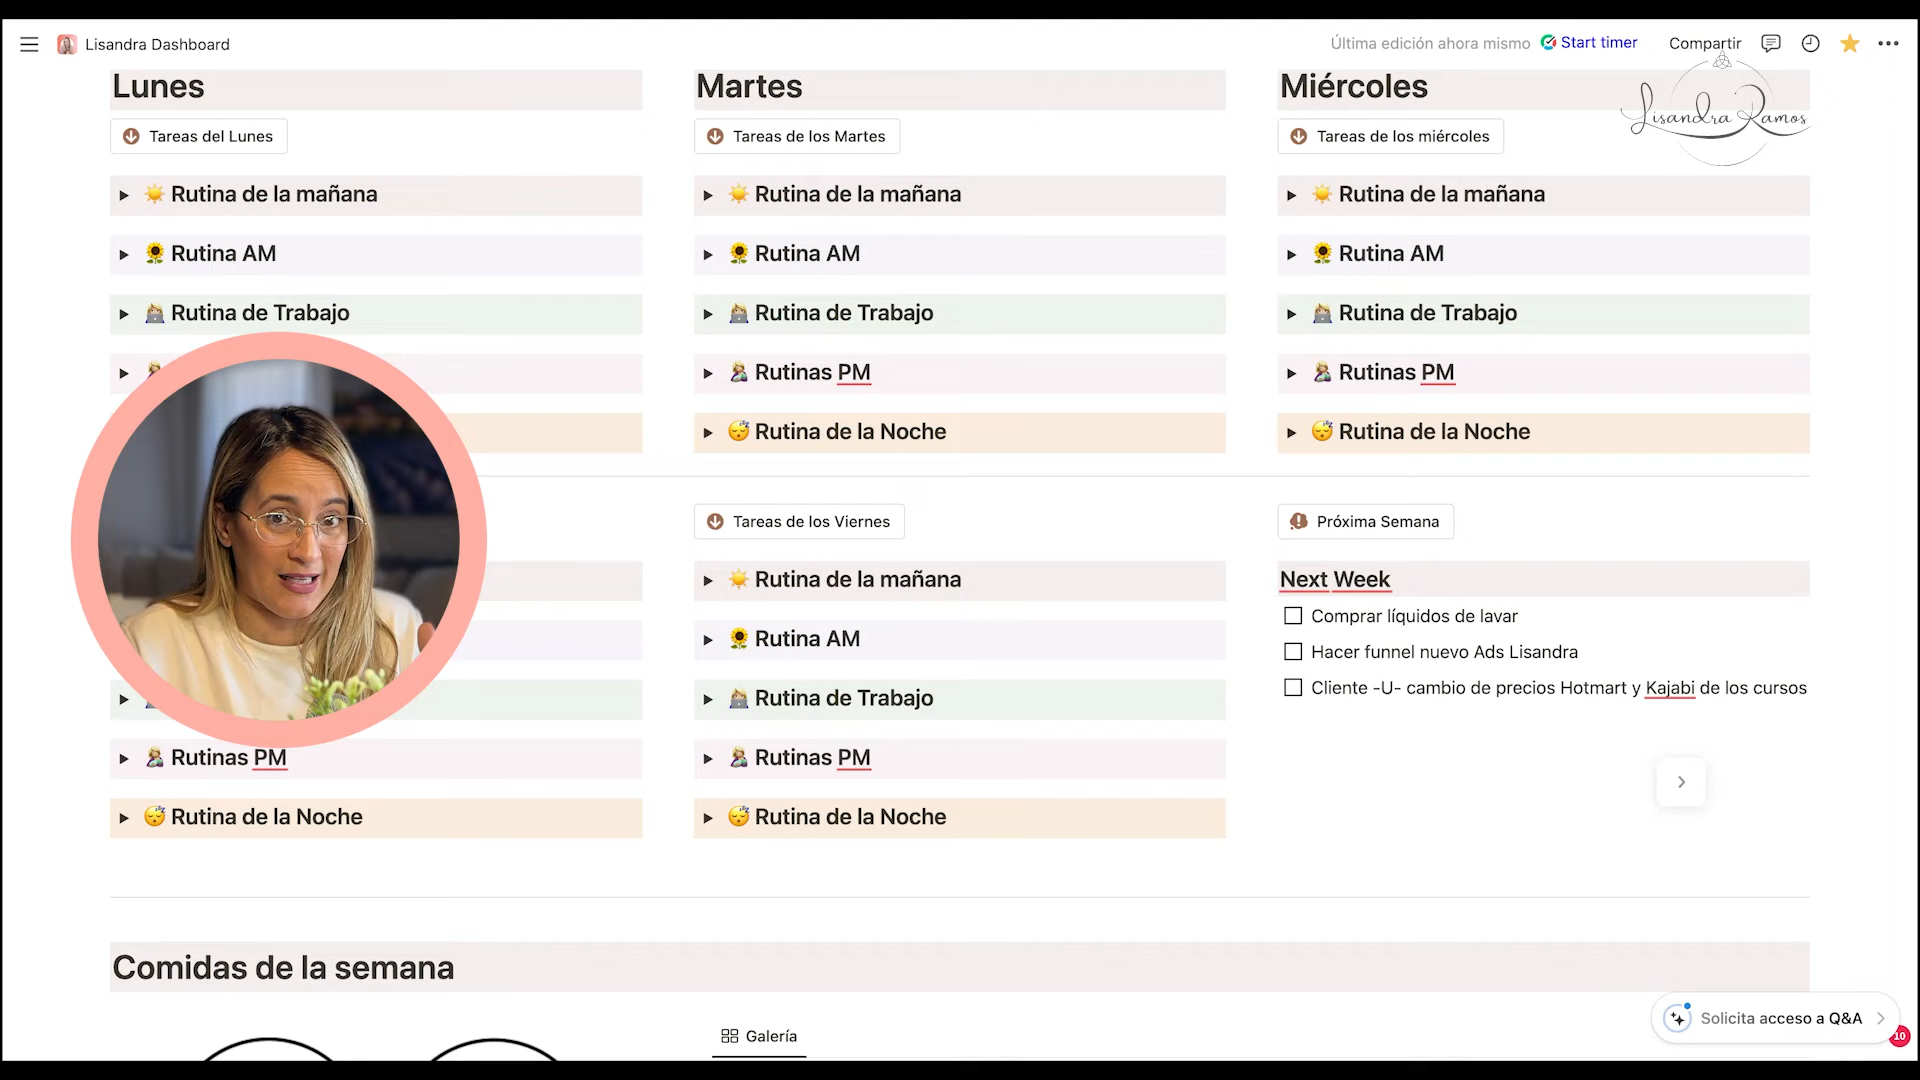 Lisandra Dashboard
Última edición ahora mismo
Start timer
Compartir
Lisandra Ramos
Lunes
Tareas del Lunes
Rutina de la mañana
Rutina AM
Rutina de Trabajo
Martes
Tareas de los Martes
Rutina de la mañana
Rutina AM
Rutina de Trabajo
Rutinas PM
Rutina de la Noche
Miércoles
Tareas de los miércoles
Rutina de la mañana
Rutina AM
Rutina de Trabajo
Rutinas PM
Rutina de la Noche
Rutinas PM
Rutina de la Noche
Tareas de los Viernes
Rutina de la mañana
Rutina AM
Rutina de Trabajo
Rutinas PM
Rutina de la Noche
Próxima Semana
Next Week
Comprar líquidos de lavar
Hacer funnel nuevo Ads Lisandra
Cliente -U- cambio de precios Hotmart y Kajabi de los cursos
Comidas de la semana
Galería
Solicita acceso a Q&A
10